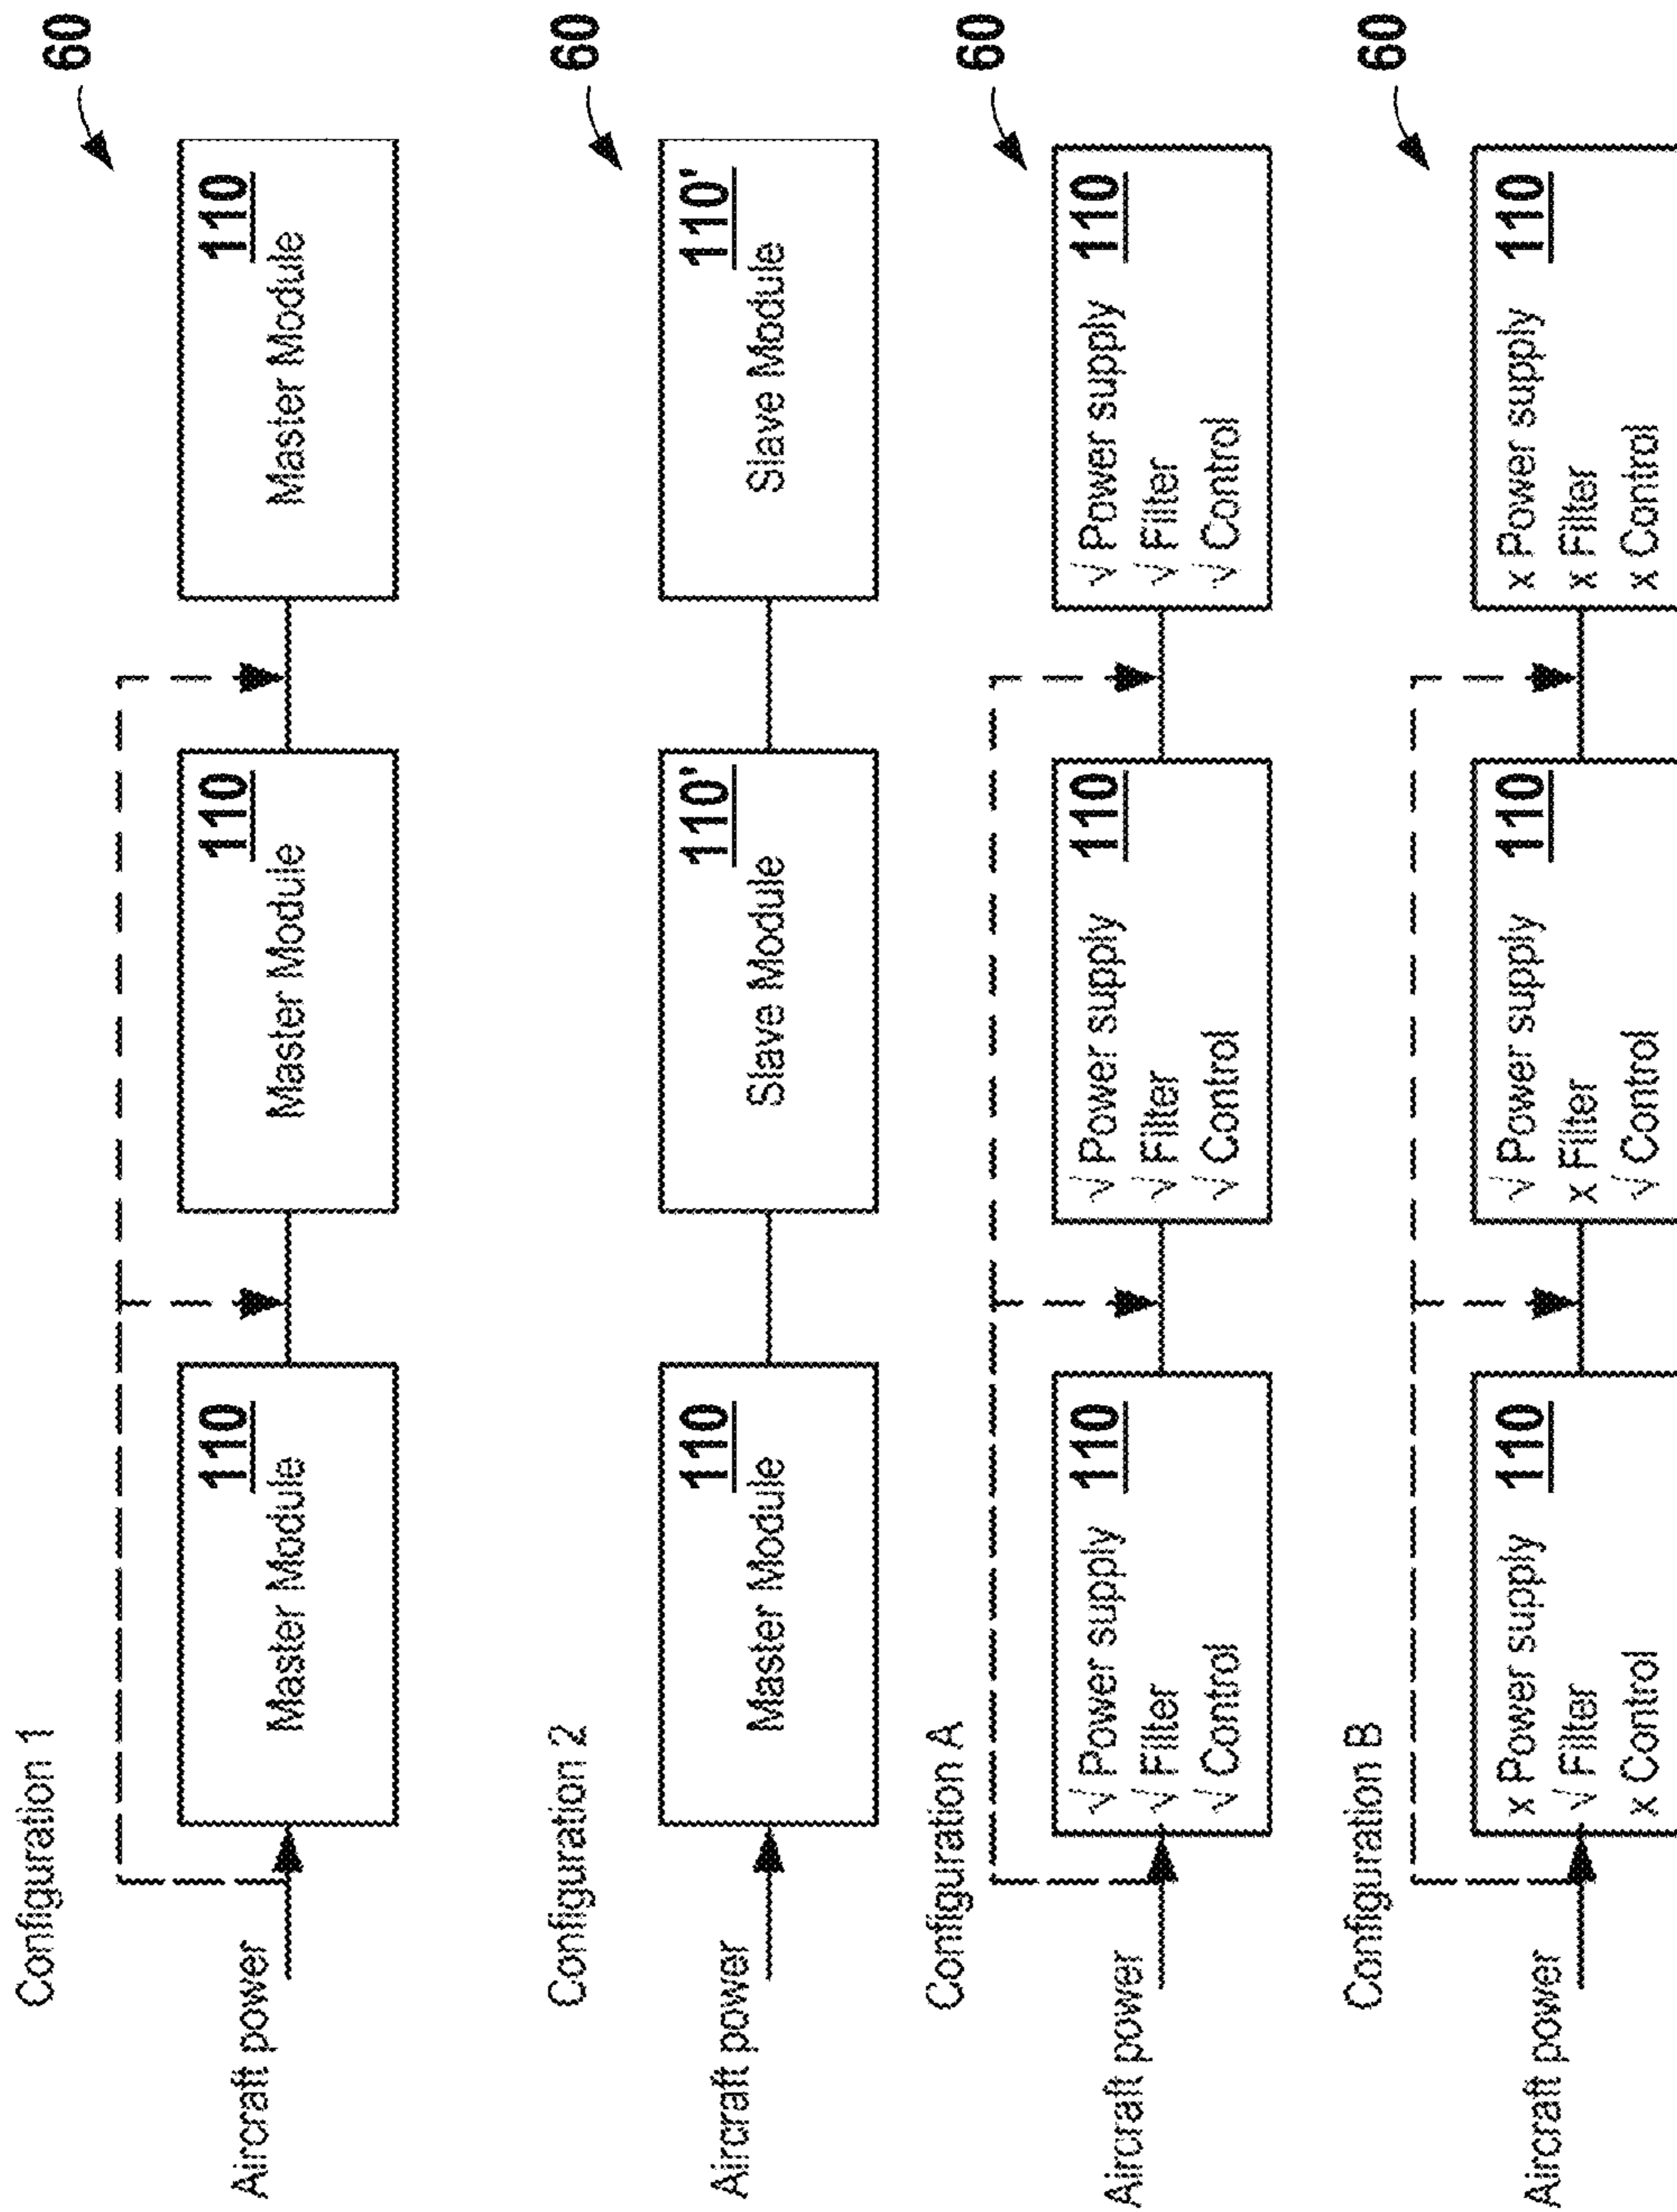 Configuration 1
60
Aircraft power
110
Master Module
110
Master Module
110
Master Module
Configuration 2
60
Aircraft power
110
Master Module
110'
Slave Module
110'
Slave Module
Configuration A
60
Aircraft power
√ Power supply 110
√ Filter
√ Control
√ Power supply 110
√ Filter
√ Control
√ Power supply 110
√ Filter
√ Control
Configuration B
60
Aircraft power
x Power supply 110
√ Filter
x Control
√ Power supply 110
x Filter
√ Control
x Power supply 110
x Filter
x Control